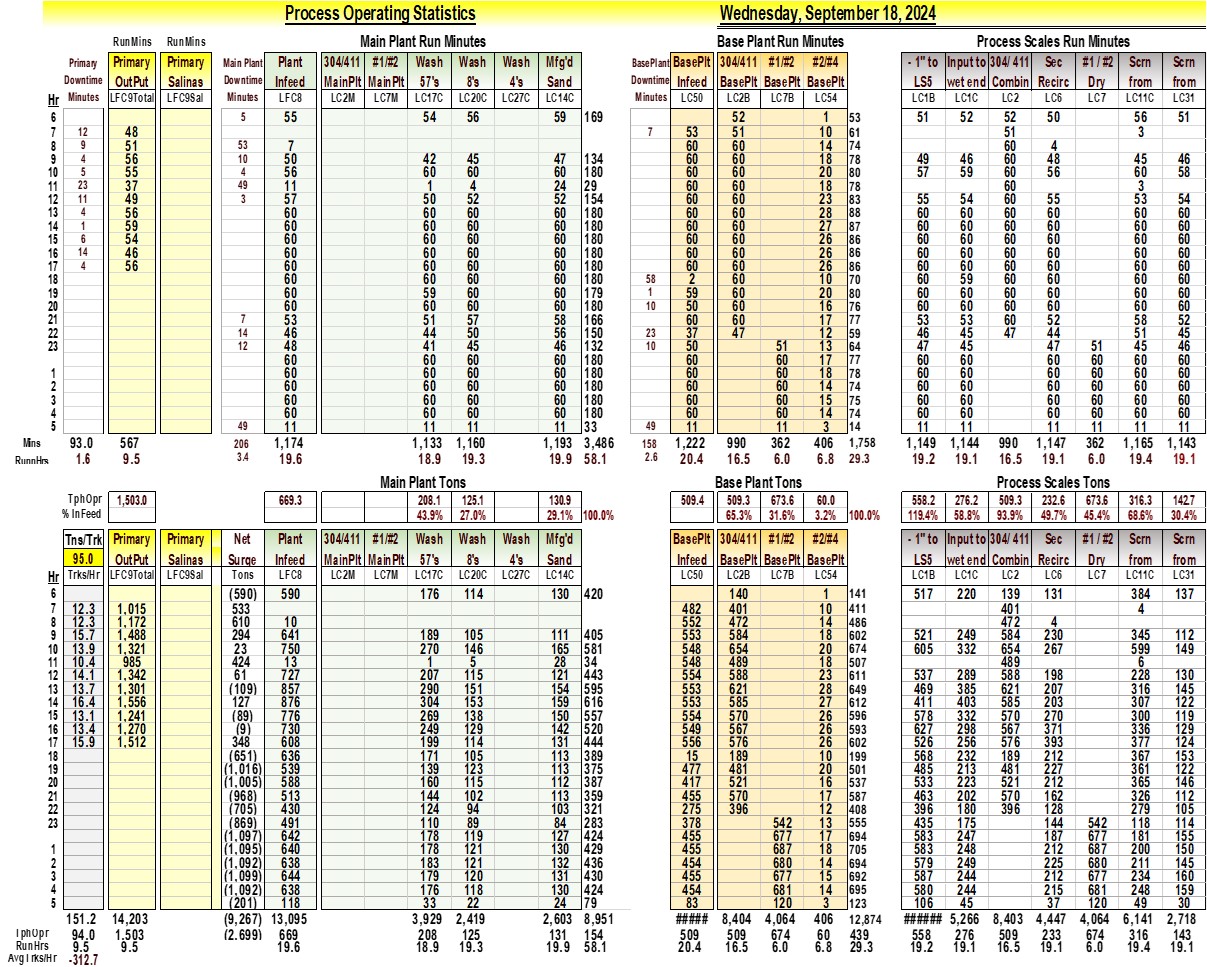 Process Operating Statistics Wednesday, September 18, 2024
RunMins RunMins Main Plant Run Minutes Base Plant Run Minutes Process Scales Run Minutes
Primary Primary Primary Main Plant Plant 304/411 #1/#2 Wash Wash Wash Mfg'd BasePlant BasePlt 304/411 #1/#2 #2/#4 - 1" to Input to 304/ 411 Sec #1 / #2 Scrn Scrn
Downtime OutPut Salinas Downtime Infeed MainPlt MainPlt 57's 8's 4's Sand Downtime Infeed BasePlt BasePlt BasePlt LS5 wet end Combin Recirc Dry from from
Hr Minutes LFC9Total LFC9Sal Minutes LFC8 LC2M LC7M LC17C LC20C LC27C LC14C Minutes LC50 LC2B LC7B LC54 LC1B LC1C LC2 LC6 LC7 LC11C LC31
6 5 55 54 56 59 169 52 1 53 51 52 52 50 56 51
7 12 48 7 53 51 10 61 51 3
8 9 51 53 7 60 60 14 74 60 4
9 4 56 10 50 42 45 47 134 60 60 18 78 49 46 60 48 45 46
10 5 55 4 56 60 60 60 180 60 60 20 80 57 59 60 56 60 58
11 23 37 49 11 1 4 24 29 60 60 18 78 60 3
12 11 49 3 57 50 52 52 154 60 60 23 83 55 54 60 55 53 54
13 4 56 60 60 60 60 180 60 60 28 88 60 60 60 60 60 60
14 1 59 60 60 60 60 180 60 60 27 87 60 60 60 60 60 60
15 6 54 60 60 60 60 180 60 60 26 86 60 60 60 60 60 60
16 14 46 60 60 60 60 180 60 60 26 86 60 60 60 60 60 60
17 4 56 60 60 60 60 180 60 60 26 86 60 60 60 60 60 60
18 60 60 60 60 180 58 2 60 10 70 60 59 60 60 60 60
19 60 59 60 60 179 1 59 60 20 80 60 60 60 60 60 60
20 60 60 60 60 180 10 50 60 16 76 60 60 60 60 60 60
21 7 53 51 57 58 166 60 60 17 77 53 53 60 52 58 52
22 14 46 44 50 56 150 23 37 47 12 59 46 45 47 44 51 45
23 12 48 41 45 46 132 10 50 51 13 64 47 45 47 51 45 46
60 60 60 60 180 60 60 17 77 60 60 60 60 60 60
1 60 60 60 60 180 60 60 18 78 60 60 60 60 60 60
2 60 60 60 60 180 60 60 14 74 60 60 60 60 60 60
3 60 60 60 60 180 60 60 15 75 60 60 60 60 60 60
4 60 60 60 60 180 60 60 14 74 60 60 60 60 60 60
5 49 11 11 11 11 33 49 11 11 3 14 11 11 11 11 11 11
Mins 93.0 567 206 1,174 1,133 1,160 1,193 3,486 158 1,222 990 362 406 1,758 1,149 1,144 990 1,147 362 1,165 1,143
RunnHrs 1.6 9.5 3.4 19.6 18.9 19.3 19.9 58.1 2.6 20.4 16.5 6.0 6.8 29.3 19.2 19.1 16.5 19.1 6.0 19.4 19.1
Main Plant Tons Base Plant Tons Process Scales Tons
TphOpr 1,503.0 669.3 208.1 125.1 130.9 509.4 509.3 673.6 60.0 558.2 276.2 509.3 232.6 673.6 316.3 142.7
% InFeed 43.9% 27.0% 29.1% 100.0% 65.3% 31.6% 3.2% 100.0% 119.4% 58.8% 93.9% 49.7% 45.4% 68.6% 30.4%
Tns/Trk Primary Primary Net Plant 304/411 #1/#2 Wash Wash Wash Mfg'd BasePlt 304/411 #1/#2 #2/#4 - 1" to Input to 304/ 411 Sec #1 / #2 Scrn Scrn
95.0 OutPut Salinas Surge Infeed MainPlt MainPlt 57's 8's 4's Sand Infeed BasePlt BasePlt BasePlt LS5 wet end Combin Recirc Dry from from
Hr Trks/Hr LFC9Total LFC9Sal Tons LFC8 LC2M LC7M LC17C LC20C LC27C LC14C LC50 LC2B LC7B LC54 LC1B LC1C LC2 LC6 LC7 LC11C LC31
6 (590) 590 176 114 130 420 140 1 141 517 220 139 131 384 137
7 12.3 1,015 533 482 401 10 411 401 4
8 12.3 1,172 610 10 552 472 14 486 472 4
9 15.7 1,488 294 641 189 105 111 405 553 584 18 602 521 249 584 230 345 112
10 13.9 1,321 23 750 270 146 165 581 548 654 20 674 605 332 654 267 599 149
11 10.4 985 424 13 1 5 28 34 548 489 18 507 489 6
12 14.1 1,342 61 727 207 115 121 443 554 588 23 611 537 289 588 198 228 130
13 13.7 1,301 (109) 857 290 151 154 595 553 621 28 649 469 385 621 207 316 145
14 16.4 1,556 127 876 304 153 159 616 553 585 27 612 411 403 585 203 307 122
15 13.1 1,241 (89) 776 269 138 150 557 554 570 26 596 578 332 570 270 300 119
16 13.4 1,270 (9) 730 249 129 142 520 549 567 26 593 627 298 567 371 336 129
17 15.9 1,512 348 608 199 114 131 444 556 576 26 602 526 256 576 393 377 124
18 (651) 636 171 105 113 389 15 189 10 199 568 232 189 212 367 153
19 (1,016) 539 139 123 113 375 477 481 20 501 485 213 481 227 361 122
20 (1,005) 588 160 115 112 387 417 521 16 537 533 223 521 212 365 146
21 (968) 513 144 102 113 359 455 570 17 587 463 202 570 162 326 112
22 (705) 430 124 94 103 321 275 396 12 408 396 180 396 128 279 105
23 (869) 491 110 89 84 283 378 542 13 555 435 175 144 542 118 114
(1,097) 642 178 119 127 424 455 677 17 694 583 247 187 677 181 155
1 (1,095) 640 178 121 130 429 455 687 18 705 583 248 212 687 200 150
2 (1,092) 638 183 121 132 436 454 680 14 694 579 249 225 680 211 145
3 (1,099) 644 179 120 131 430 455 677 15 692 587 244 212 677 234 160
4 (1,092) 638 176 118 130 424 454 681 14 695 580 244 215 681 248 159
5 (201) 118 33 22 24 79 83 120 3 123 106 45 37 120 49 30
151.2 14,203 (9,267) 13,095 3,929 2,419 2,603 8,951 ##### 8,404 4,064 406 12,874 ###### 5,266 8,403 4,447 4,064 6,141 2,718
TphOpr 94.0 1,503 (2.699) 669 208 125 131 154 509 509 674 60 439 558 276 509 233 674 316 143
RunHrs 9.5 9.5 19.6 18.9 19.3 19.9 58.1 20.4 16.5 6.0 6.8 29.3 19.2 19.1 16.5 19.1 6.0 19.4 19.1
AvgTrks/Hr -312.7